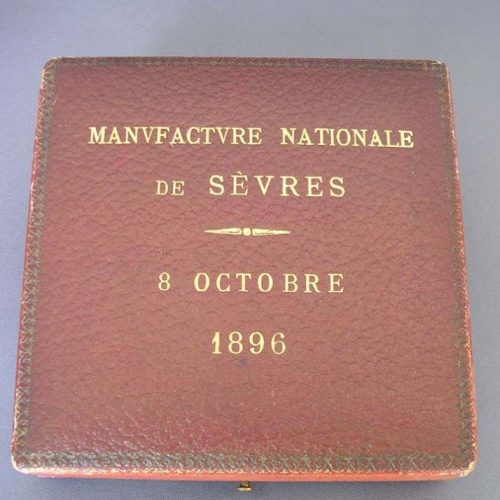 MANVFACTVRE NATIONALE
DE SÈVRES
8 OCTOBRE
1896